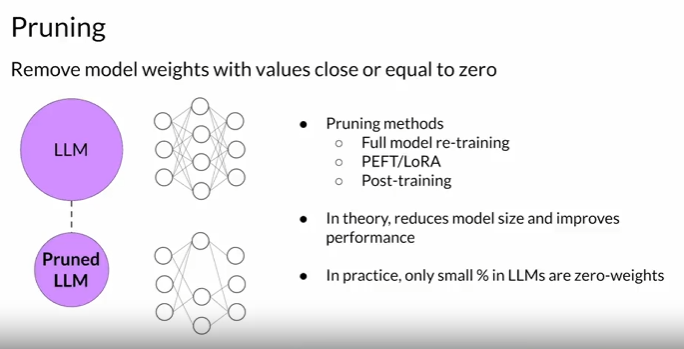 Pruning
Remove model weights with values close or equal to zero
LLM
Pruned
LLM
● Pruning methods
○ Full model re-training
○ PEFT/LoRA
○ Post-training
● In theory, reduces model size and improves
performance
● In practice, only small % in LLMs are zero-weights